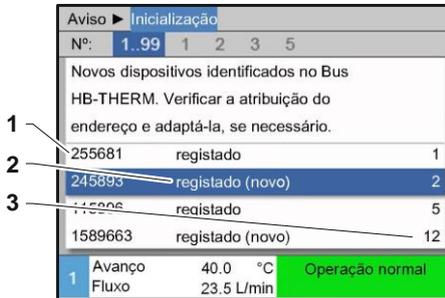 Aviso ► Inicialização
Nº: 1..99 1 2 3 5
Novos dispositivos identificados no Bus
HB-THERM. Verificar a atribuição do
endereço e adaptá-la, se necessário.
1
255681 registado 1
2
245893 registado (novo) 2
registado 5
3
1589663 registado (novo) 12
1 Avanço 40.0 °C Operação normal
Fluxo 23.5 L/min